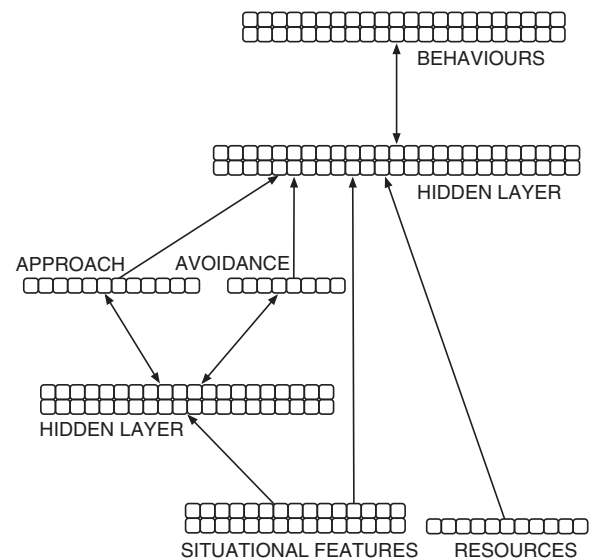 BEHAVIOURS
HIDDEN LAYER
APPROACH
AVOIDANCE
HIDDEN LAYER
SITUATIONAL FEATURES
RESOURCES